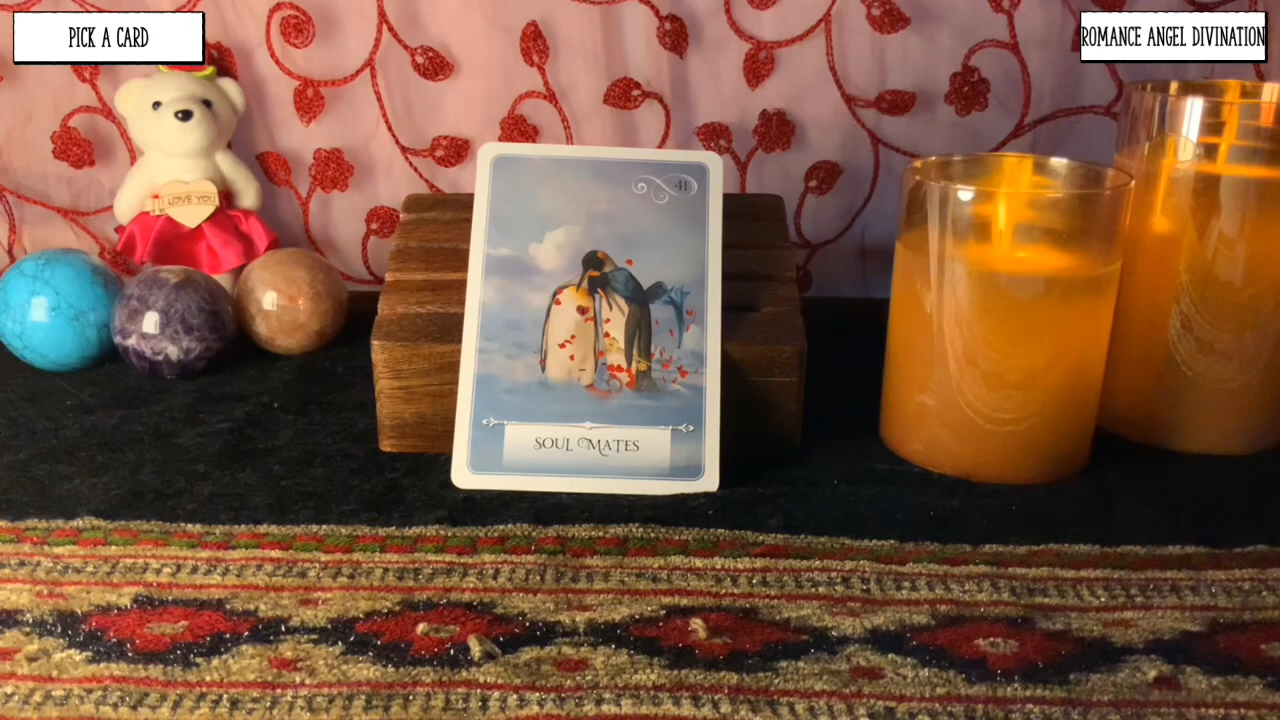 PICK A CARD
ROMANCE ANGEL DIVINATION
I LOVE YOU
41
SOUL MATES